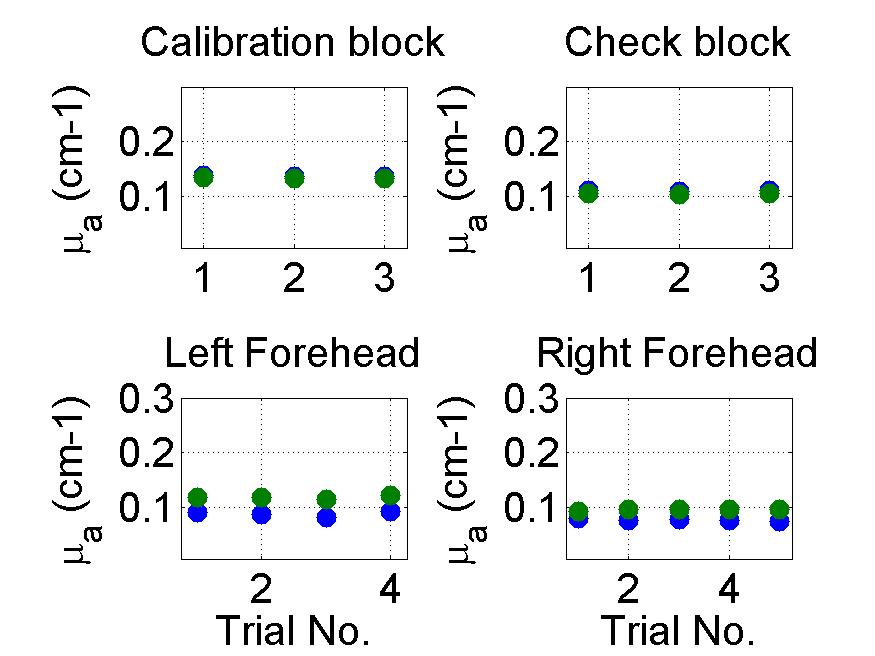 Calibration block
Check block
μa (cm-1)
0.2
0.1
1 2 3
μa (cm-1)
0.2
0.1
1 2 3
Left Forehead
Right Forehead
μa (cm-1)
0.3
0.2
0.1
2 4
Trial No.
μa (cm-1)
0.3
0.2
0.1
2 4
Trial No.